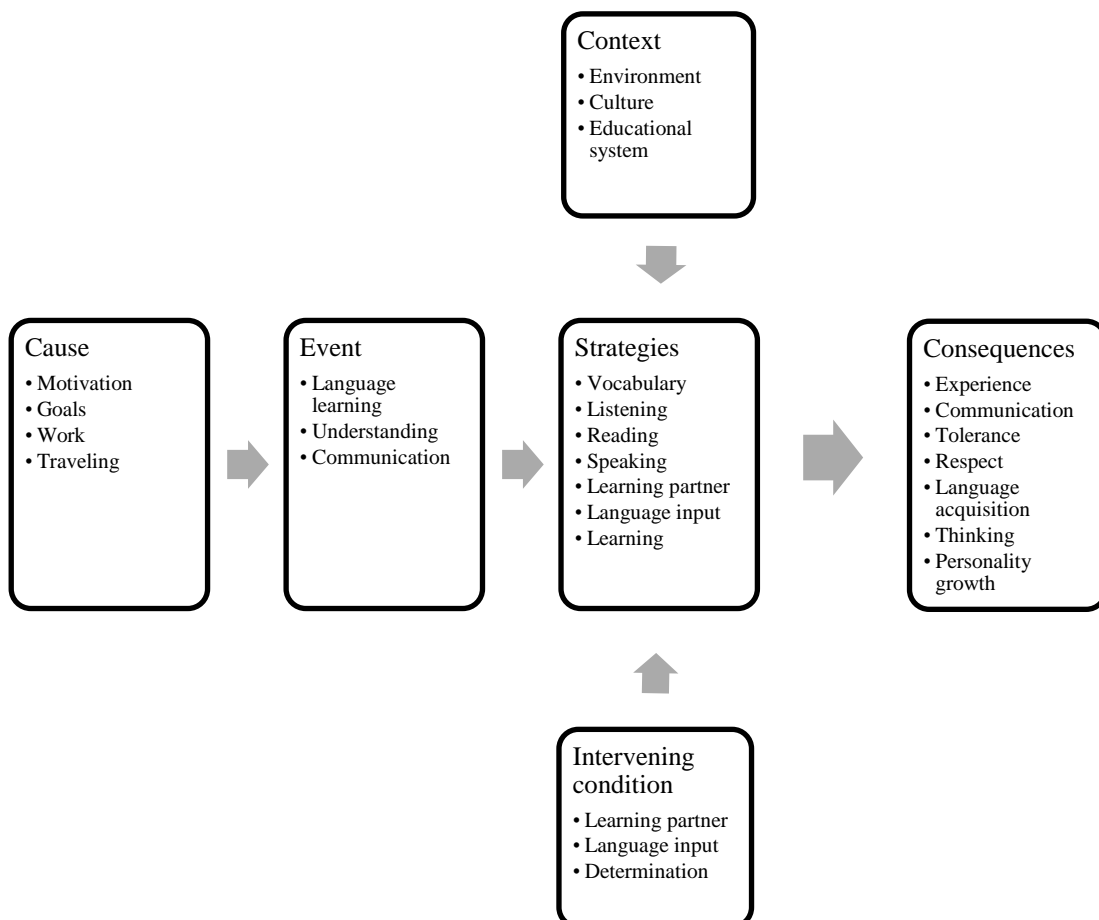 Context
• Environment
• Culture
• Educational
system
Cause
• Motivation
• Goals
• Work
• Traveling
Event
• Language
learning
• Understanding
• Communication
Strategies
• Vocabulary
• Listening
• Reading
• Speaking
• Learning partner
• Language input
• Learning
Consequences
• Experience
• Communication
• Tolerance
• Respect
• Language
acquisition
• Thinking
• Personality
growth
Intervening
condition
• Learning partner
• Language input
• Determination